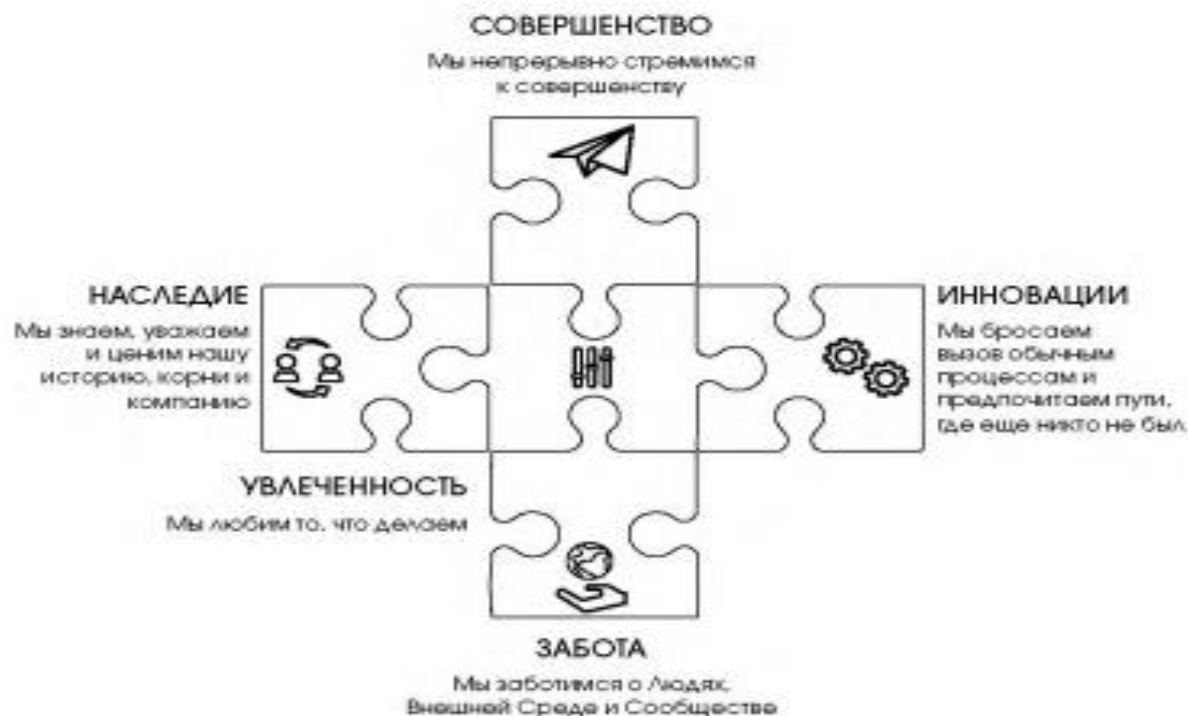 СОВЕРШЕНСТВО
Мы непрерывно стремимся
к совершенству
НАСЛЕДИЕ
Мы знаем, уважаем
и ценим нашу
историю, корни и
компанию
ИННОВАЦИИ
Мы бросаем
вызов обычным
процессам и
предпочитаем пути,
где еще никто не был
УВЛЕЧЕННОСТЬ
Мы любим то, что делаем
ЗАБОТА
Мы заботимся о Людях,
Внешней Среде и Сообществе